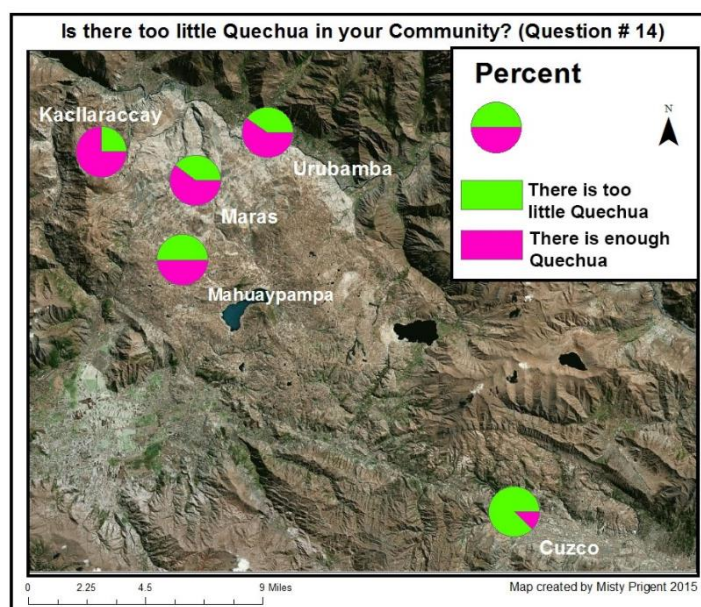 Is there too little Quechua in your Community? (Question # 14)
Percent
N
There is too
little Quechua
There is enough
Quechua
Kacllaraccay
Urubamba
Maras
Mahuaypampa
Cuzco
0 2.25 4.5 9 Miles
Map created by Misty Prigent 2015